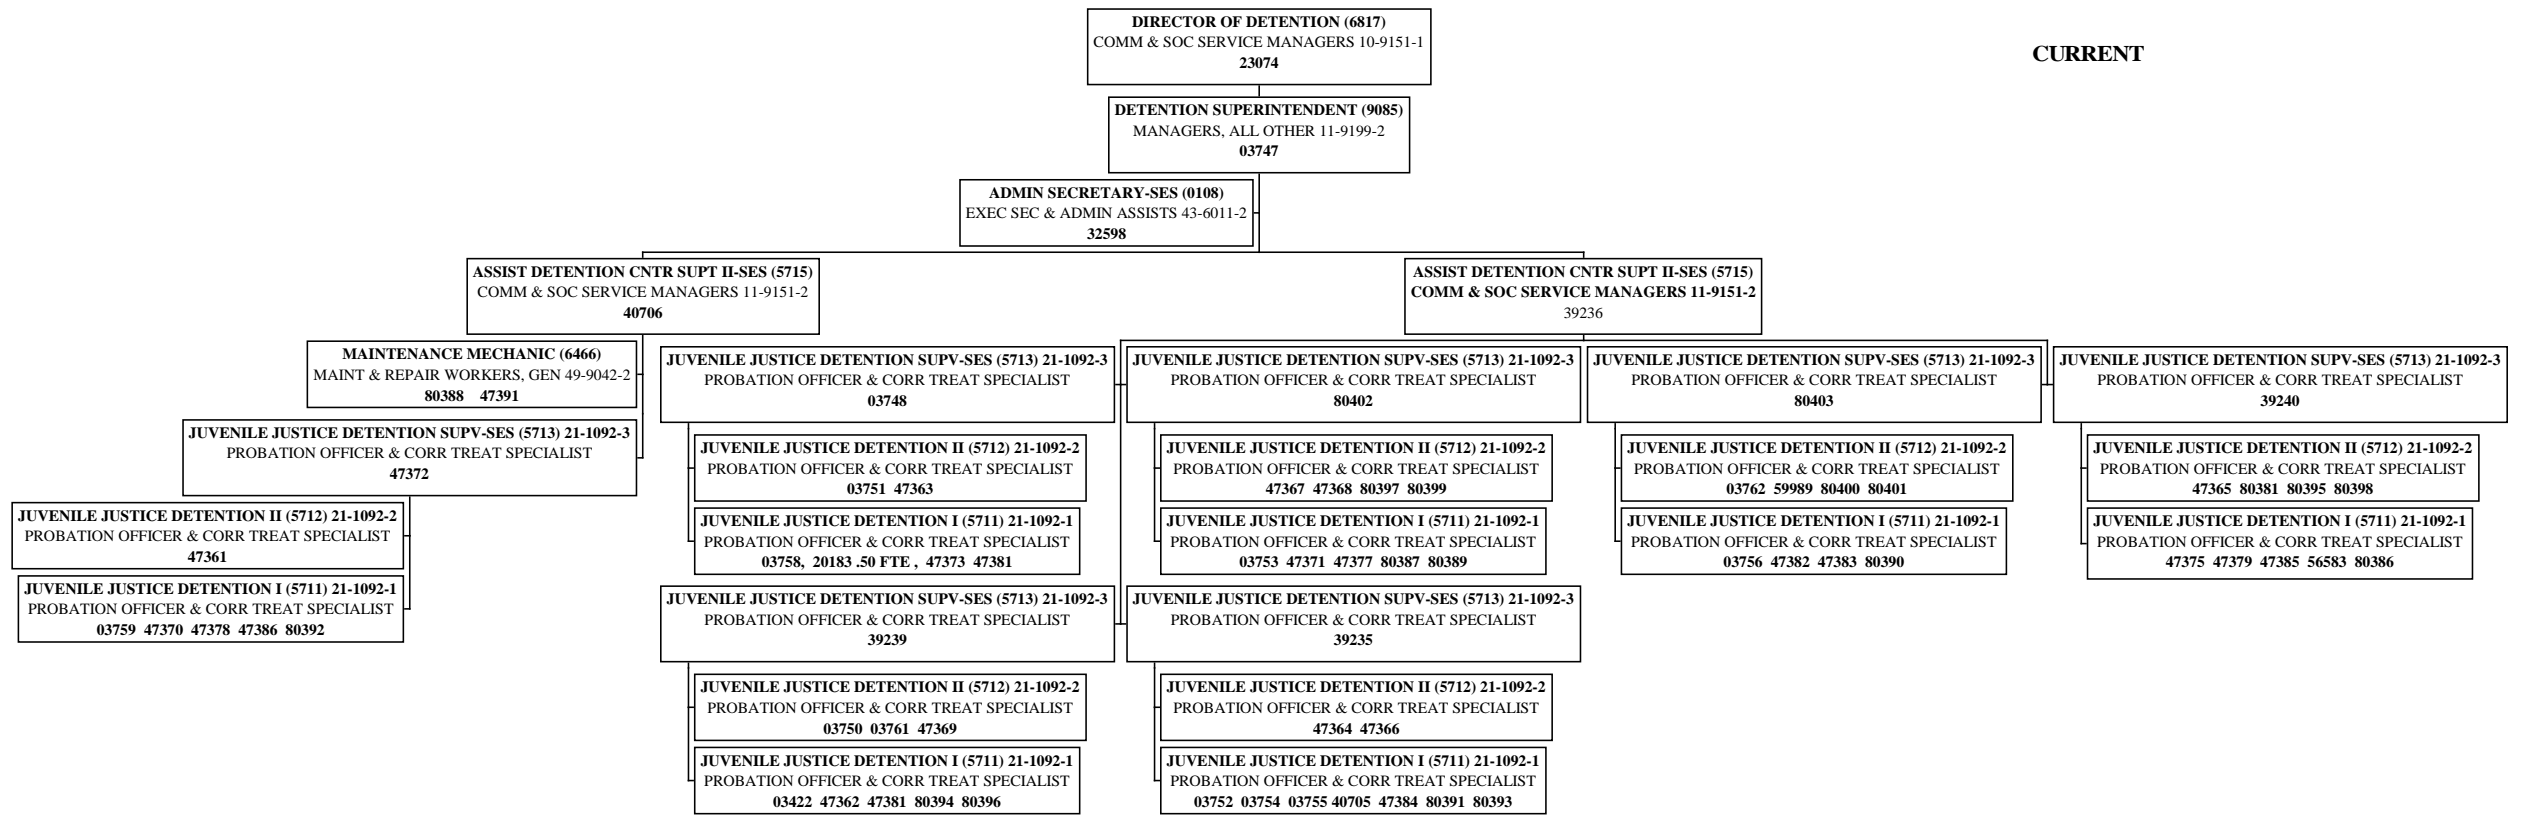 DIRECTOR OF DETENTION (6817)
COMM & SOC SERVICE MANAGERS 10-9151-1
23074
CURRENT
DETENTION SUPERINTENDENT (9085)
MANAGERS, ALL OTHER 11-9199-2
03747
ADMIN SECRETARY-SES (0108)
EXEC SEC & ADMIN ASSISTS 43-6011-2
32598
ASSIST DETENTION CNTR SUPT II-SES (5715)
COMM & SOC SERVICE MANAGERS 11-9151-2
40706
ASSIST DETENTION CNTR SUPT II-SES (5715)
COMM & SOC SERVICE MANAGERS 11-9151-2
39236
MAINTENANCE MECHANIC (6466)
MAINT & REPAIR WORKERS, GEN 49-9042-2
80388 47391
JUVENILE JUSTICE DETENTION SUPV-SES (5713) 21-1092-3
PROBATION OFFICER & CORR TREAT SPECIALIST
47372
JUVENILE JUSTICE DETENTION II (5712) 21-1092-2
PROBATION OFFICER & CORR TREAT SPECIALIST
47361
JUVENILE JUSTICE DETENTION I (5711) 21-1092-1
PROBATION OFFICER & CORR TREAT SPECIALIST
03759 47370 47378 47386 80392
JUVENILE JUSTICE DETENTION SUPV-SES (5713) 21-1092-3
PROBATION OFFICER & CORR TREAT SPECIALIST
03748
JUVENILE JUSTICE DETENTION II (5712) 21-1092-2
PROBATION OFFICER & CORR TREAT SPECIALIST
03751 47363
JUVENILE JUSTICE DETENTION I (5711) 21-1092-1
PROBATION OFFICER & CORR TREAT SPECIALIST
03758, 20183 .50 FTE , 47373 47381
JUVENILE JUSTICE DETENTION SUPV-SES (5713) 21-1092-3
PROBATION OFFICER & CORR TREAT SPECIALIST
80402
JUVENILE JUSTICE DETENTION II (5712) 21-1092-2
PROBATION OFFICER & CORR TREAT SPECIALIST
47367 47368 80397 80399
JUVENILE JUSTICE DETENTION I (5711) 21-1092-1
PROBATION OFFICER & CORR TREAT SPECIALIST
03753 47371 47377 80387 80389
JUVENILE JUSTICE DETENTION SUPV-SES (5713) 21-1092-3
PROBATION OFFICER & CORR TREAT SPECIALIST
80403
JUVENILE JUSTICE DETENTION II (5712) 21-1092-2
PROBATION OFFICER & CORR TREAT SPECIALIST
03762 59989 80400 80401
JUVENILE JUSTICE DETENTION I (5711) 21-1092-1
PROBATION OFFICER & CORR TREAT SPECIALIST
03756 47382 47383 80390
JUVENILE JUSTICE DETENTION SUPV-SES (5713) 21-1092-3
PROBATION OFFICER & CORR TREAT SPECIALIST
39240
JUVENILE JUSTICE DETENTION II (5712) 21-1092-2
PROBATION OFFICER & CORR TREAT SPECIALIST
47365 80381 80395 80398
JUVENILE JUSTICE DETENTION I (5711) 21-1092-1
PROBATION OFFICER & CORR TREAT SPECIALIST
47375 47379 47385 56583 80386
JUVENILE JUSTICE DETENTION SUPV-SES (5713) 21-1092-3
PROBATION OFFICER & CORR TREAT SPECIALIST
39239
JUVENILE JUSTICE DETENTION II (5712) 21-1092-2
PROBATION OFFICER & CORR TREAT SPECIALIST
03750 03761 47369
JUVENILE JUSTICE DETENTION I (5711) 21-1092-1
PROBATION OFFICER & CORR TREAT SPECIALIST
03422 47362 47381 80394 80396
JUVENILE JUSTICE DETENTION SUPV-SES (5713) 21-1092-3
PROBATION OFFICER & CORR TREAT SPECIALIST
39235
JUVENILE JUSTICE DETENTION II (5712) 21-1092-2
PROBATION OFFICER & CORR TREAT SPECIALIST
47364 47366
JUVENILE JUSTICE DETENTION I (5711) 21-1092-1
PROBATION OFFICER & CORR TREAT SPECIALIST
03752 03754 03755 40705 47384 80391 80393